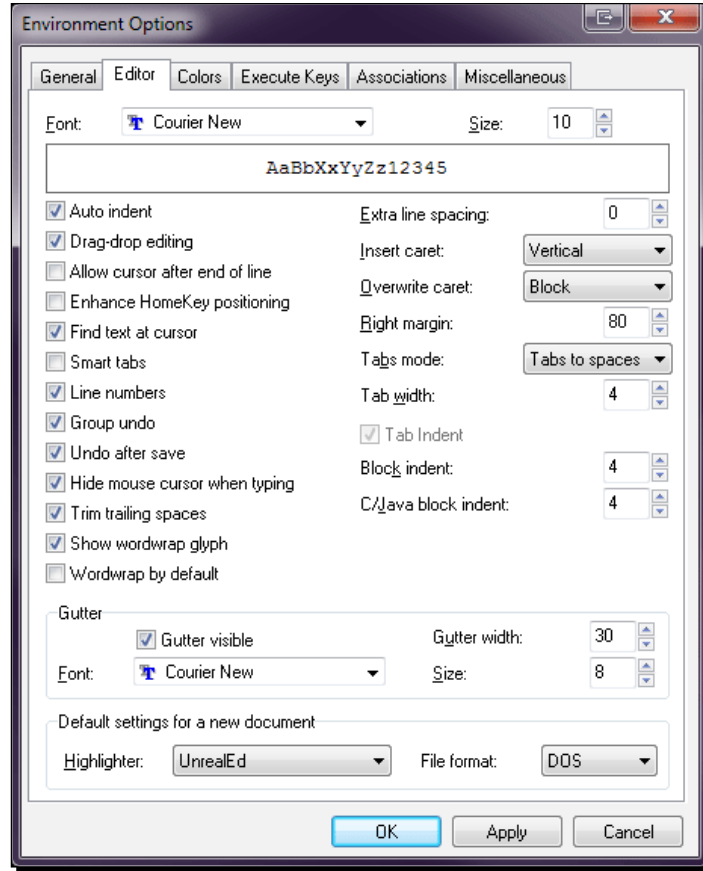 Environment Options
General Editor Colors Execute Keys Associations Miscellaneous
Font: Courier New Size: 10
AaBbXxYyZz12345
Auto indent
Drag-drop editing
Allow cursor after end of line
Enhance HomeKey positioning
Find text at cursor
Smart tabs
Line numbers
Group undo
Undo after save
Hide mouse cursor when typing
Trim trailing spaces
Show wordwrap glyph
Wordwrap by default
Extra line spacing: 0
Insert caret: Vertical
Overwrite caret: Block
Right margin: 80
Tabs mode: Tabs to spaces
Tab width: 4
Tab Indent
Block indent: 4
C/Java block indent: 4
Gutter
Gutter visible Gutter width: 30
Font: Courier New Size: 8
Default settings for a new document
Highlighter: UnrealEd File format: DOS
OK Apply Cancel